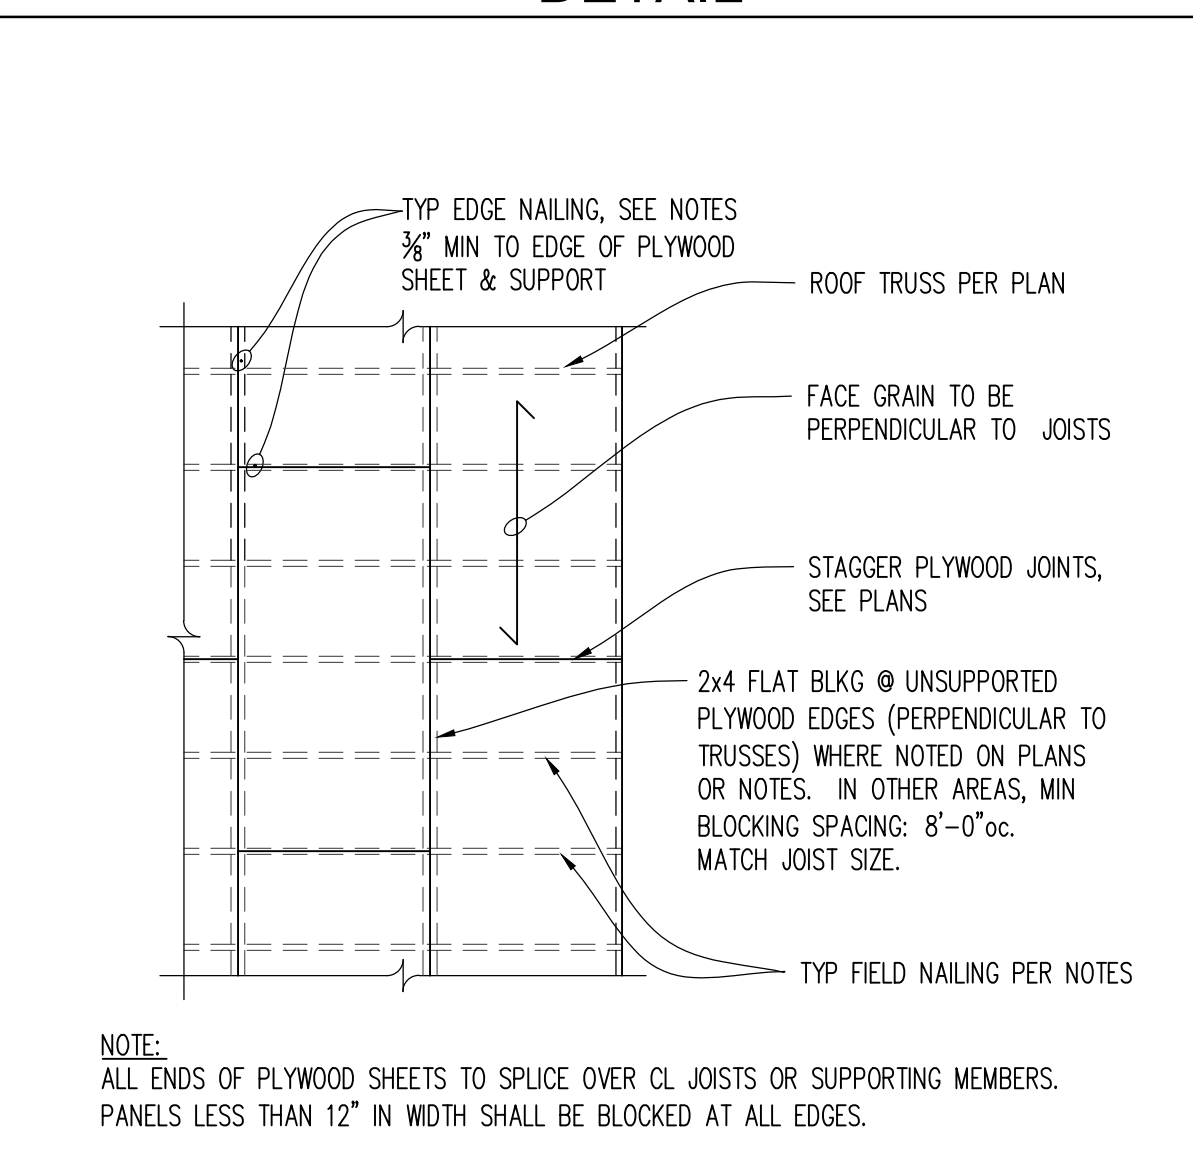 TYP EDGE NAILING, SEE NOTES
⅜" MIN TO EDGE OF PLYWOOD
SHEET & SUPPORT
ROOF TRUSS PER PLAN
FACE GRAIN TO BE
PERPENDICULAR TO JOISTS
STAGGER PLYWOOD JOINTS,
SEE PLANS
2x4 FLAT BLKG @ UNSUPPORTED
PLYWOOD EDGES (PERPENDICULAR TO
TRUSSES) WHERE NOTED ON PLANS
OR NOTES. IN OTHER AREAS, MIN
BLOCKING SPACING: 8'-0"oc.
MATCH JOIST SIZE.
TYP FIELD NAILING PER NOTES
NOTE:
ALL ENDS OF PLYWOOD SHEETS TO SPLICE OVER CL JOISTS OR SUPPORTING MEMBERS.
PANELS LESS THAN 12" IN WIDTH SHALL BE BLOCKED AT ALL EDGES.